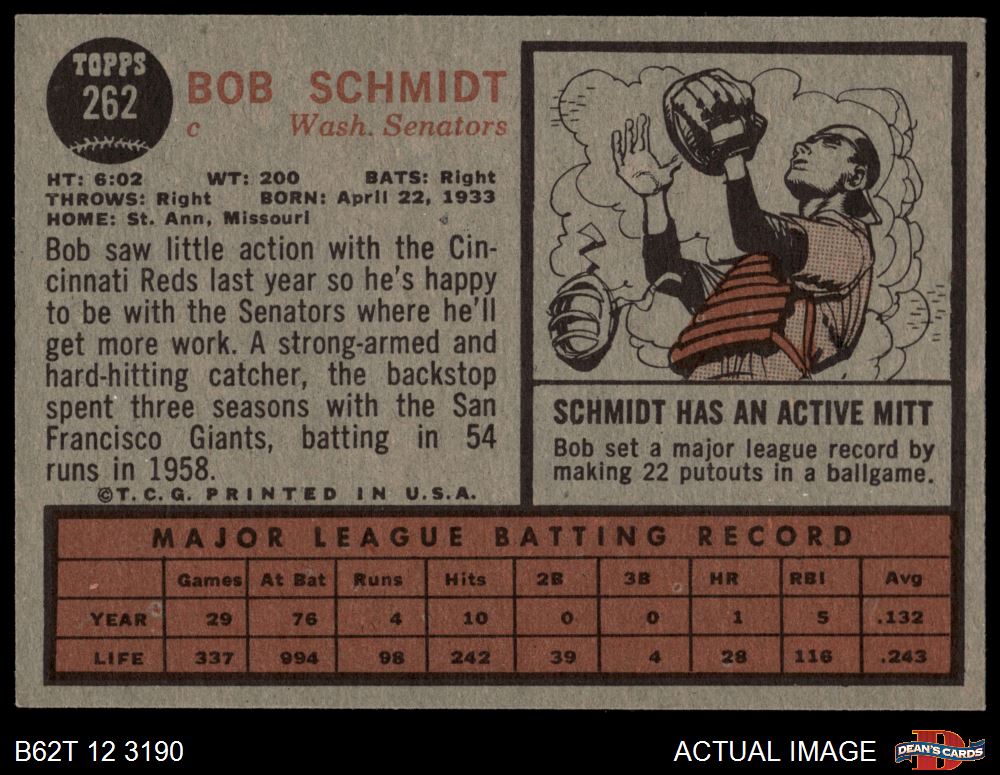 TOPPS
262
BOB SCHMIDT
c Wash. Senators
HT: 6:02 WT: 200 BATS: Right
THROWS: Right BORN: April 22, 1933
HOME: St. Ann, Missouri
Bob saw little action with the Cin-
cinnati Reds last year so he's happy
to be with the Senators where he'll
get more work. A strong-armed and
hard-hitting catcher, the backstop
spent three seasons with the San
Francisco Giants, batting in 54
runs in 1958.
©T.C.G. PRINTED IN U.S.A.
SCHMIDT HAS AN ACTIVE MITT
Bob set a major league record by
making 22 putouts in a ballgame.
MAJOR LEAGUE BATTING RECORD
Games At Bat Runs Hits 2B 3B HR RBI Avg
YEAR 29 76 4 10 0 0 1 5 .132
LIFE 337 994 98 242 39 4 28 116 .243
B62T 12 3190 ACTUAL IMAGE
D
DEAN'S CARDS